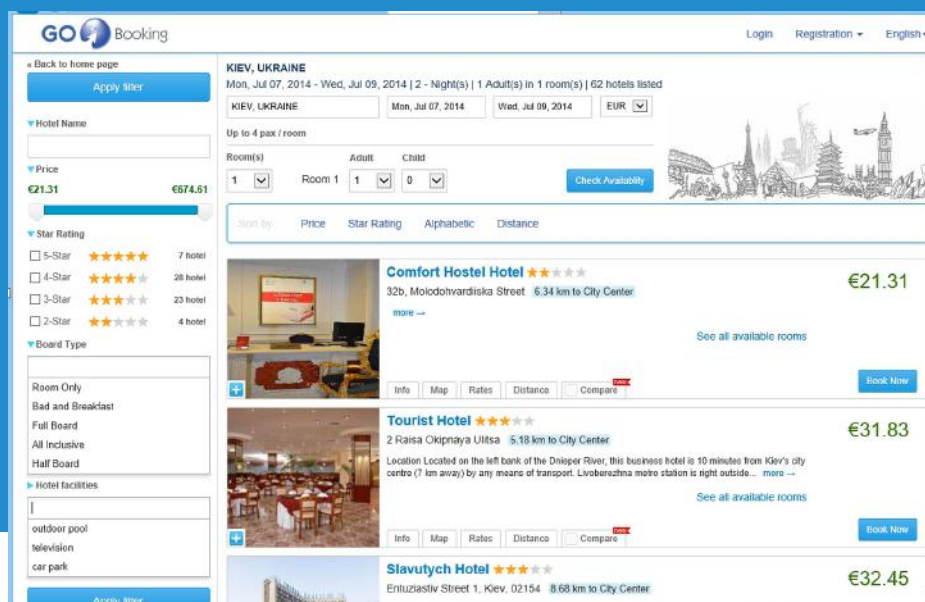 GO Booking
Login Registration English
« Back to home page
Apply filter
Hotel Name
Price
€21.31 €674.61
Star Rating
5-Star 7 hotel
4-Star 28 hotel
3-Star 23 hotel
2-Star 4 hotel
Board Type
Room Only
Bad and Breakfast
Full Board
All Inclusive
Half Board
Hotel facilities
outdoor pool
television
car park
Apply filter
KIEV, UKRAINE
Mon, Jul 07, 2014 - Wed, Jul 09, 2014 | 2 - Night(s) | 1 Adult(s) in 1 room(s) | 62 hotels listed
KIEV, UKRAINE Mon, Jul 07, 2014 Wed, Jul 09, 2014 EUR
Up to 4 pax / room
Room(s) Adult Child
1 Room 1 1 0 Check Availability
Sort by Price Star Rating Alphabetic Distance
Comfort Hostel Hotel €21.31
32b, Molodohvardiiska Street 6.34 km to City Center
more →
See all available rooms
Info Map Rates Distance Compare new Book Now
Tourist Hotel €31.83
2 Raisa Okipnaya Ulitsa 5.18 km to City Center
Location Located on the left bank of the Dnieper River, this business hotel is 10 minutes from Kiev's city
centre (7 km away) by any means of transport. Livoberezhna metro station is right outside... more →
See all available rooms
Info Map Rates Distance Compare new Book Now
Slavutych Hotel €32.45
Entuziastiv Street 1, Kiev, 02154 8.68 km to City Center